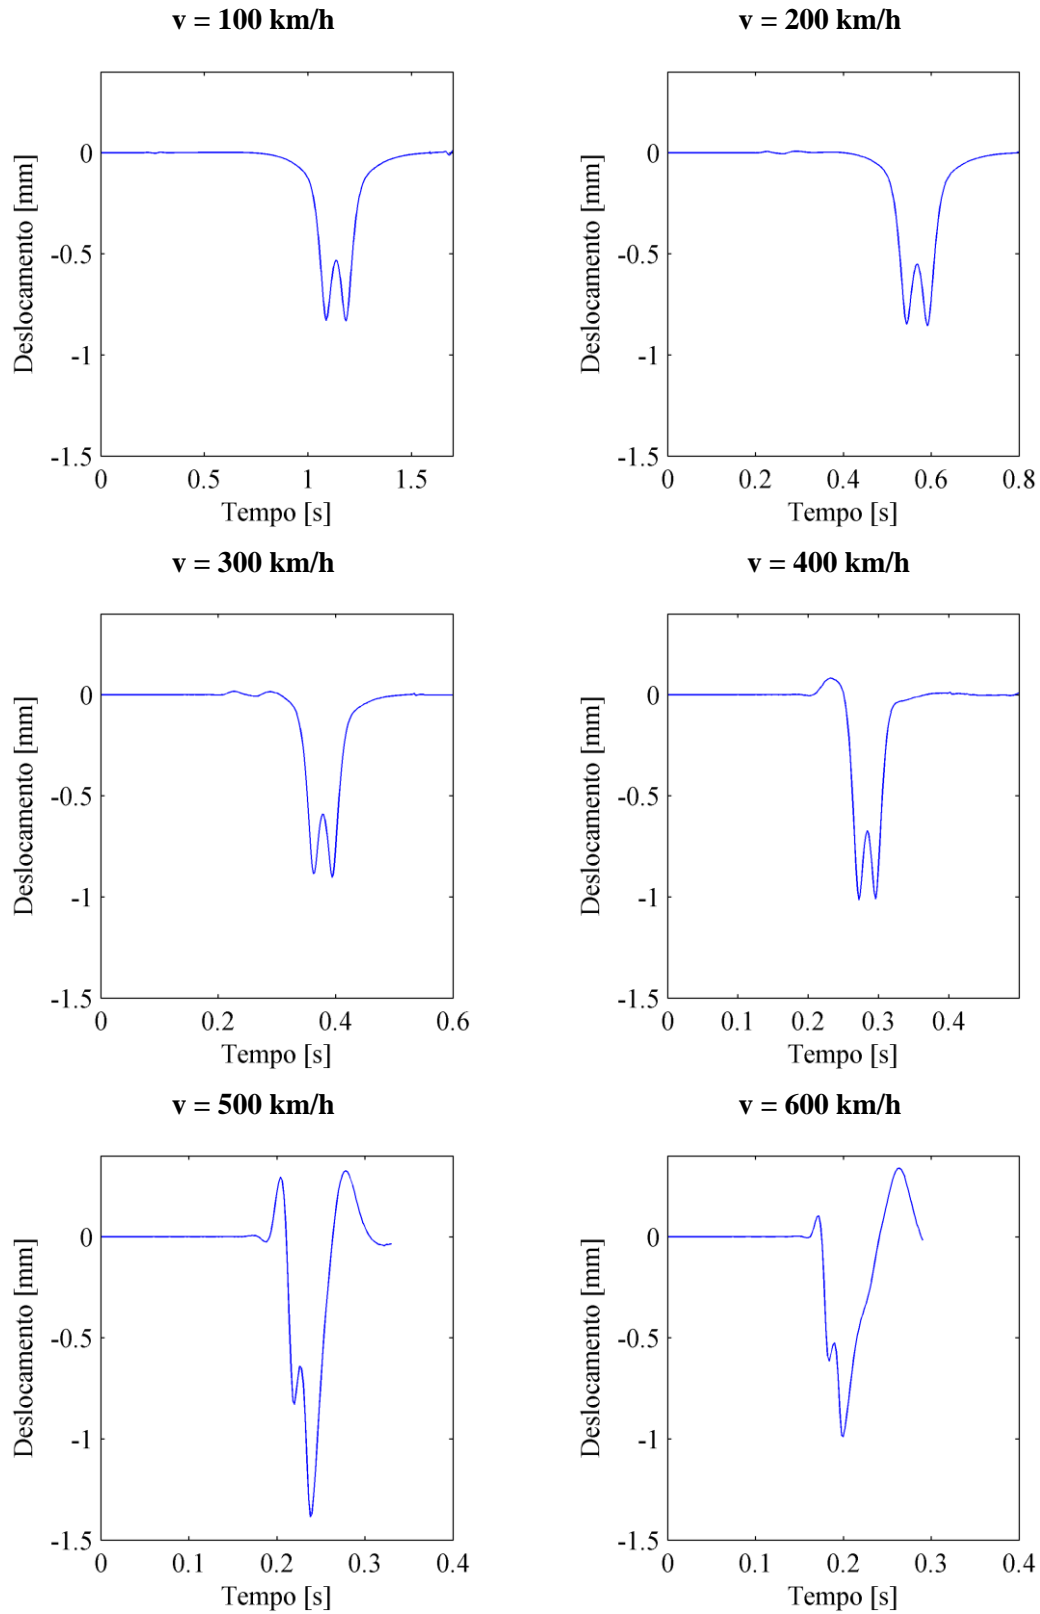 v = 100 km/h
0
-0.5
-1
-1.5
Deslocamento [mm]
0 0.5 1 1.5
Tempo [s]
v = 200 km/h
0
-0.5
-1
-1.5
Deslocamento [mm]
0 0.2 0.4 0.6 0.8
Tempo [s]
v = 300 km/h
0
-0.5
-1
-1.5
Deslocamento [mm]
0 0.2 0.4 0.6
Tempo [s]
v = 400 km/h
0
-0.5
-1
-1.5
Deslocamento [mm]
0 0.1 0.2 0.3 0.4
Tempo [s]
v = 500 km/h
0
-0.5
-1
-1.5
Deslocamento [mm]
0 0.1 0.2 0.3 0.4
Tempo [s]
v = 600 km/h
0
-0.5
-1
-1.5
Deslocamento [mm]
0 0.1 0.2 0.3 0.4
Tempo [s]